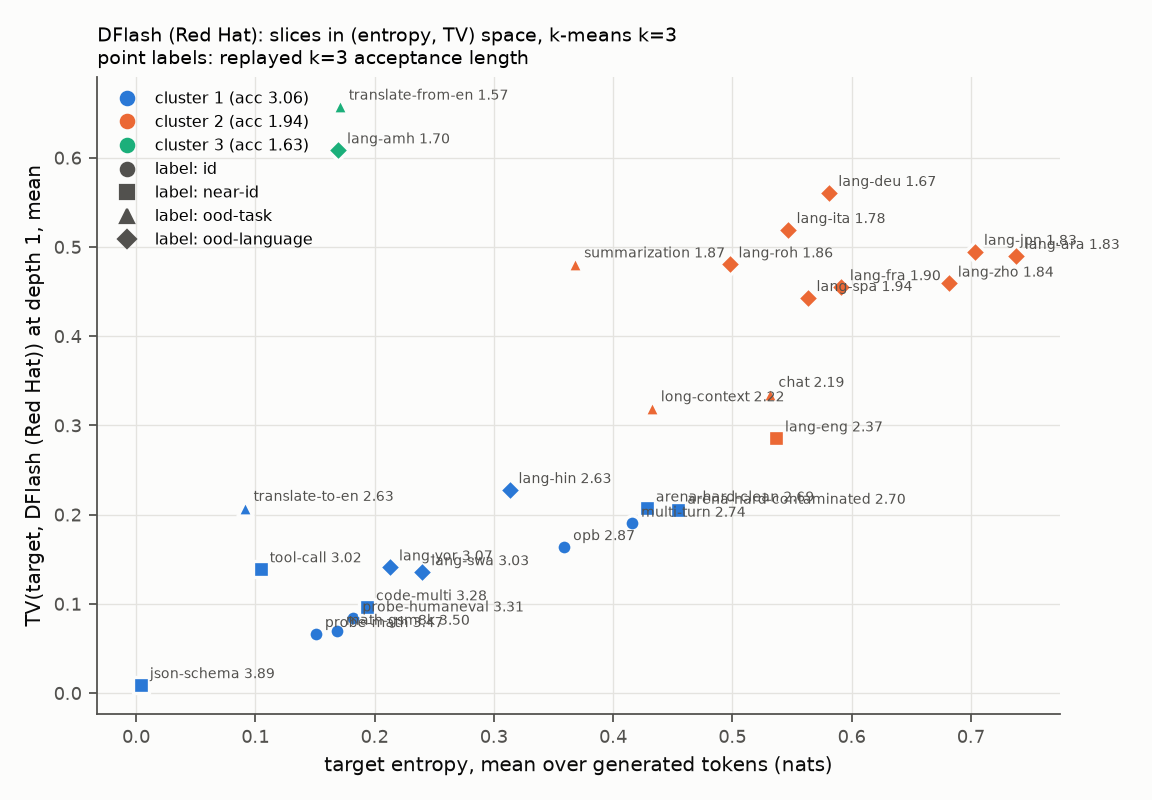 DFlash (Red Hat): slices in (entropy, TV) space, k-means k=3
point labels: replayed k=3 acceptance length
cluster 1 (acc 3.06)
cluster 2 (acc 1.94)
cluster 3 (acc 1.63)
label: id
label: near-id
label: ood-task
label: ood-language
translate-from-en 1.57
lang-amh 1.70
lang-deu 1.67
lang-ita 1.78
lang-jpn 1.83
lang-ara 1.83
summarization 1.87
lang-roh 1.86
lang-fra 1.90
lang-zho 1.84
lang-spa 1.94
chat 2.19
long-context 2.22
lang-eng 2.37
lang-hin 2.63
translate-to-en 2.63
arena-hard-clean 2.69
arena-hard-contaminated 2.70
multi-turn 2.74
opb 2.87
tool-call 3.02
lang-yor 3.07
lang-swa 3.03
code-multi 3.28
probe-humaneval 3.31
probe-math 3.47
math-gsm8k 3.50
json-schema 3.89
0.6
0.5
0.4
0.3
0.2
0.1
0.0
0.0 0.1 0.2 0.3 0.4 0.5 0.6 0.7
target entropy, mean over generated tokens (nats)
TV(target, DFlash (Red Hat)) at depth 1, mean